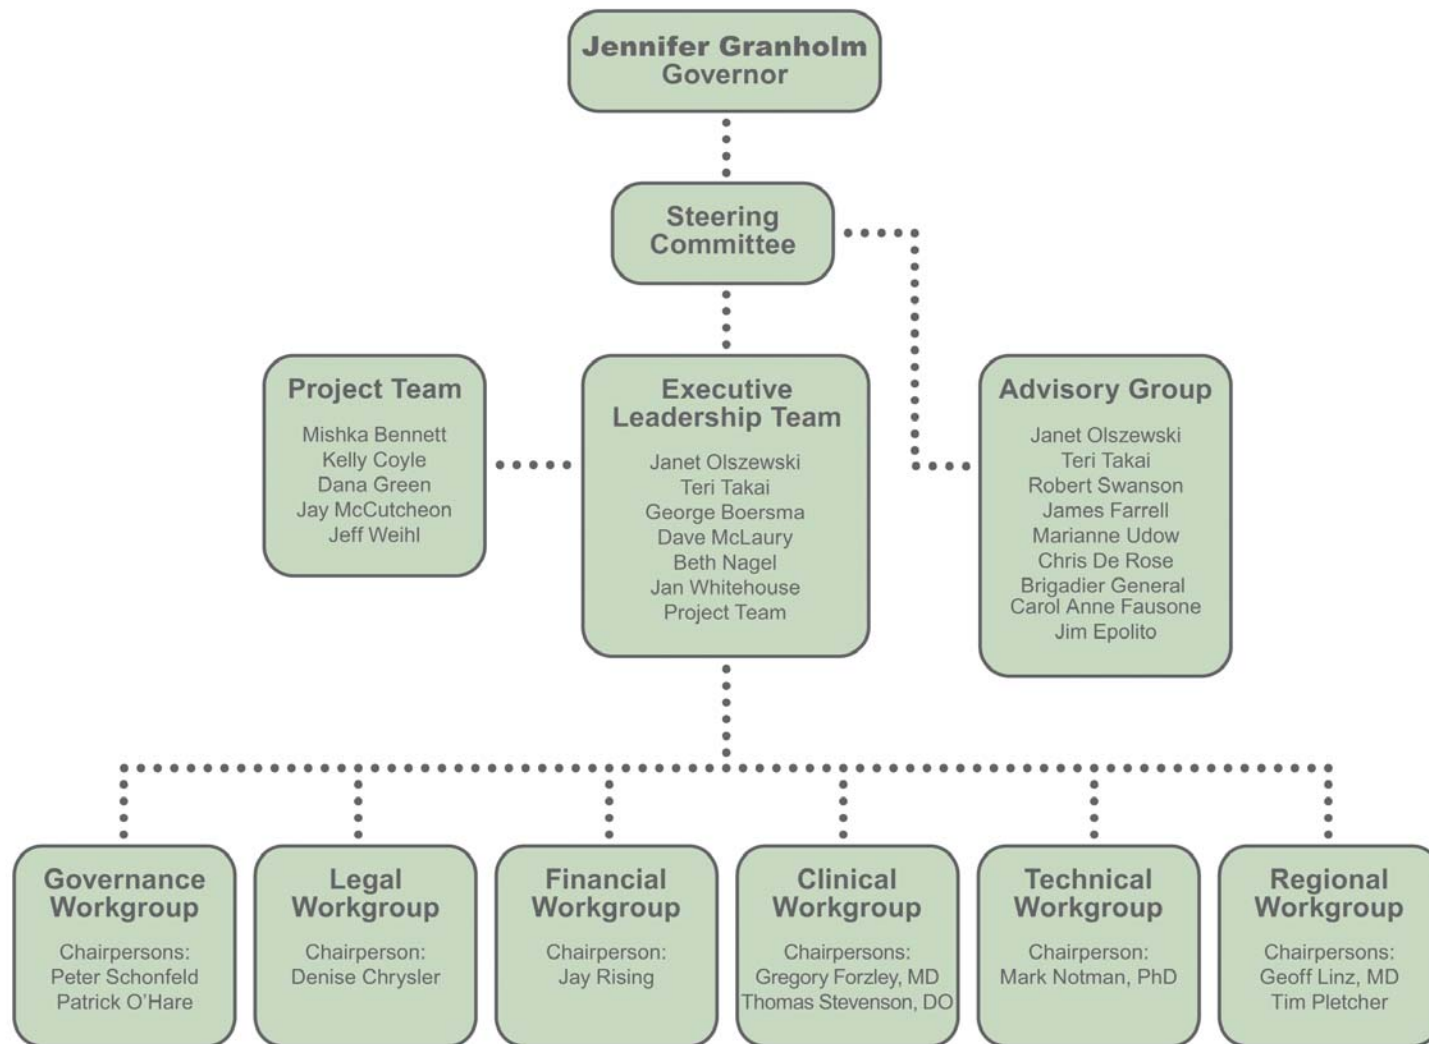 Jennifer Granholm
Governor
Steering
Committee
Project Team
Mishka Bennett
Kelly Coyle
Dana Green
Jay McCutcheon
Jeff Weihl
Executive
Leadership Team
Janet Olszewski
Teri Takai
George Boersma
Dave McLaury
Beth Nagel
Jan Whitehouse
Project Team
Advisory Group
Janet Olszewski
Teri Takai
Robert Swanson
James Farrell
Marianne Udow
Chris De Rose
Brigadier General
Carol Anne Fausone
Jim Epolito
Governance
Workgroup
Chairpersons:
Peter Schonfeld
Patrick O'Hare
Legal
Workgroup
Chairperson:
Denise Chrysler
Financial
Workgroup
Chairperson:
Jay Rising
Clinical
Workgroup
Chairpersons:
Gregory Forzley, MD
Thomas Stevenson, DO
Technical
Workgroup
Chairperson:
Mark Notman, PhD
Regional
Workgroup
Chairpersons:
Geoff Linz, MD
Tim Pletcher